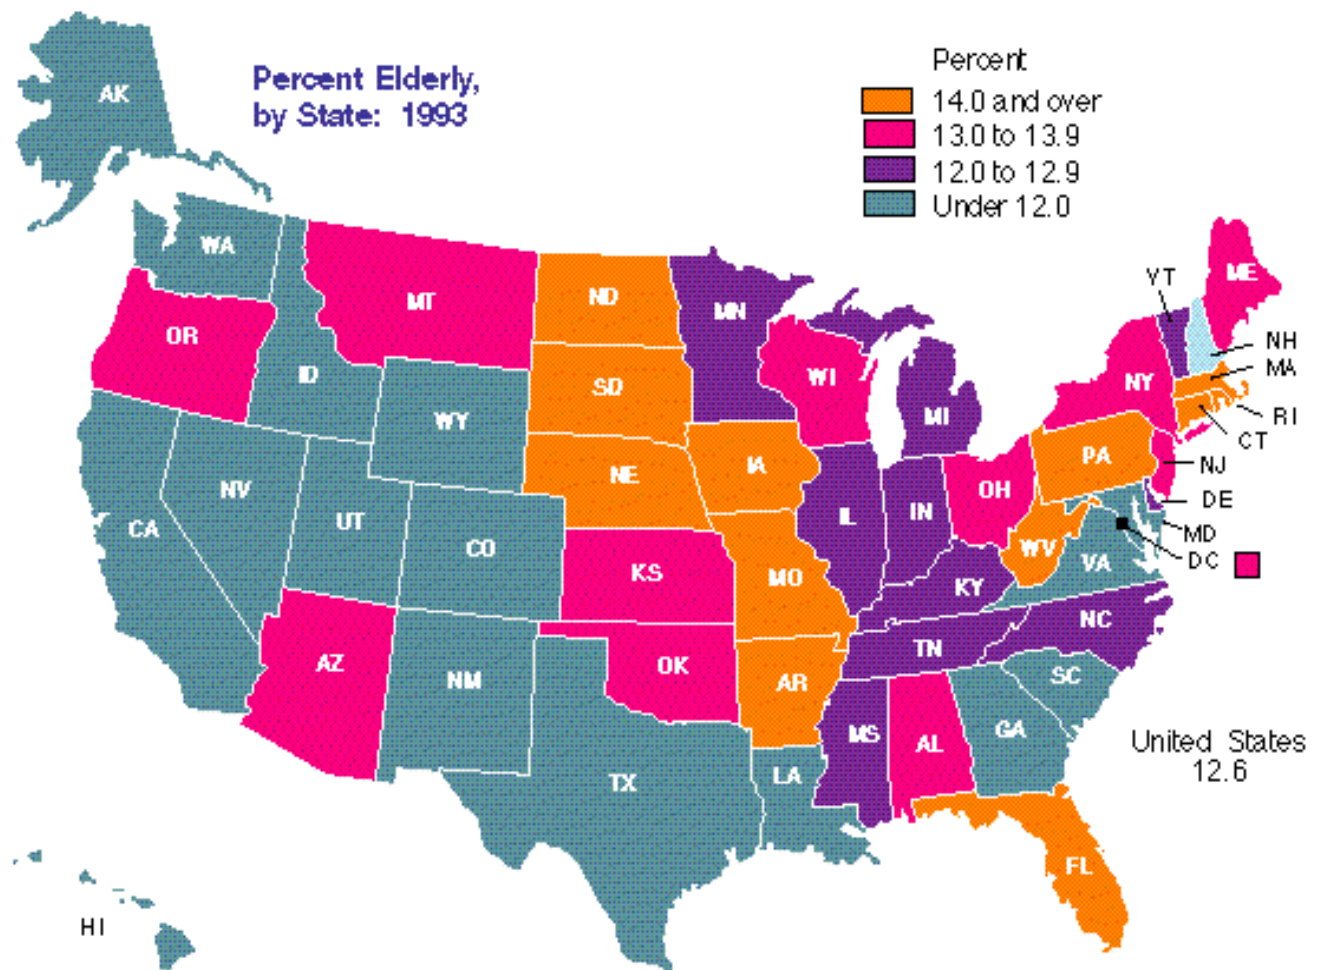 Percent Elderly,
by State: 1993
Percent
14.0 and over
13.0 to 13.9
12.0 to 12.9
Under 12.0
AK
WA
MT
ND
MN
VT
ME
OR
ID
SD
WI
NY
NH
MA
WY
MI
RI
CT
NV
NE
IA
PA
NJ
CA
UT
CO
IL
IN
OH
DE
WV
MD
VA
DC
KS
MO
KY
NC
AZ
NM
OK
AR
TN
SC
MS
AL
GA
United States
12.6
TX
LA
FL
HI